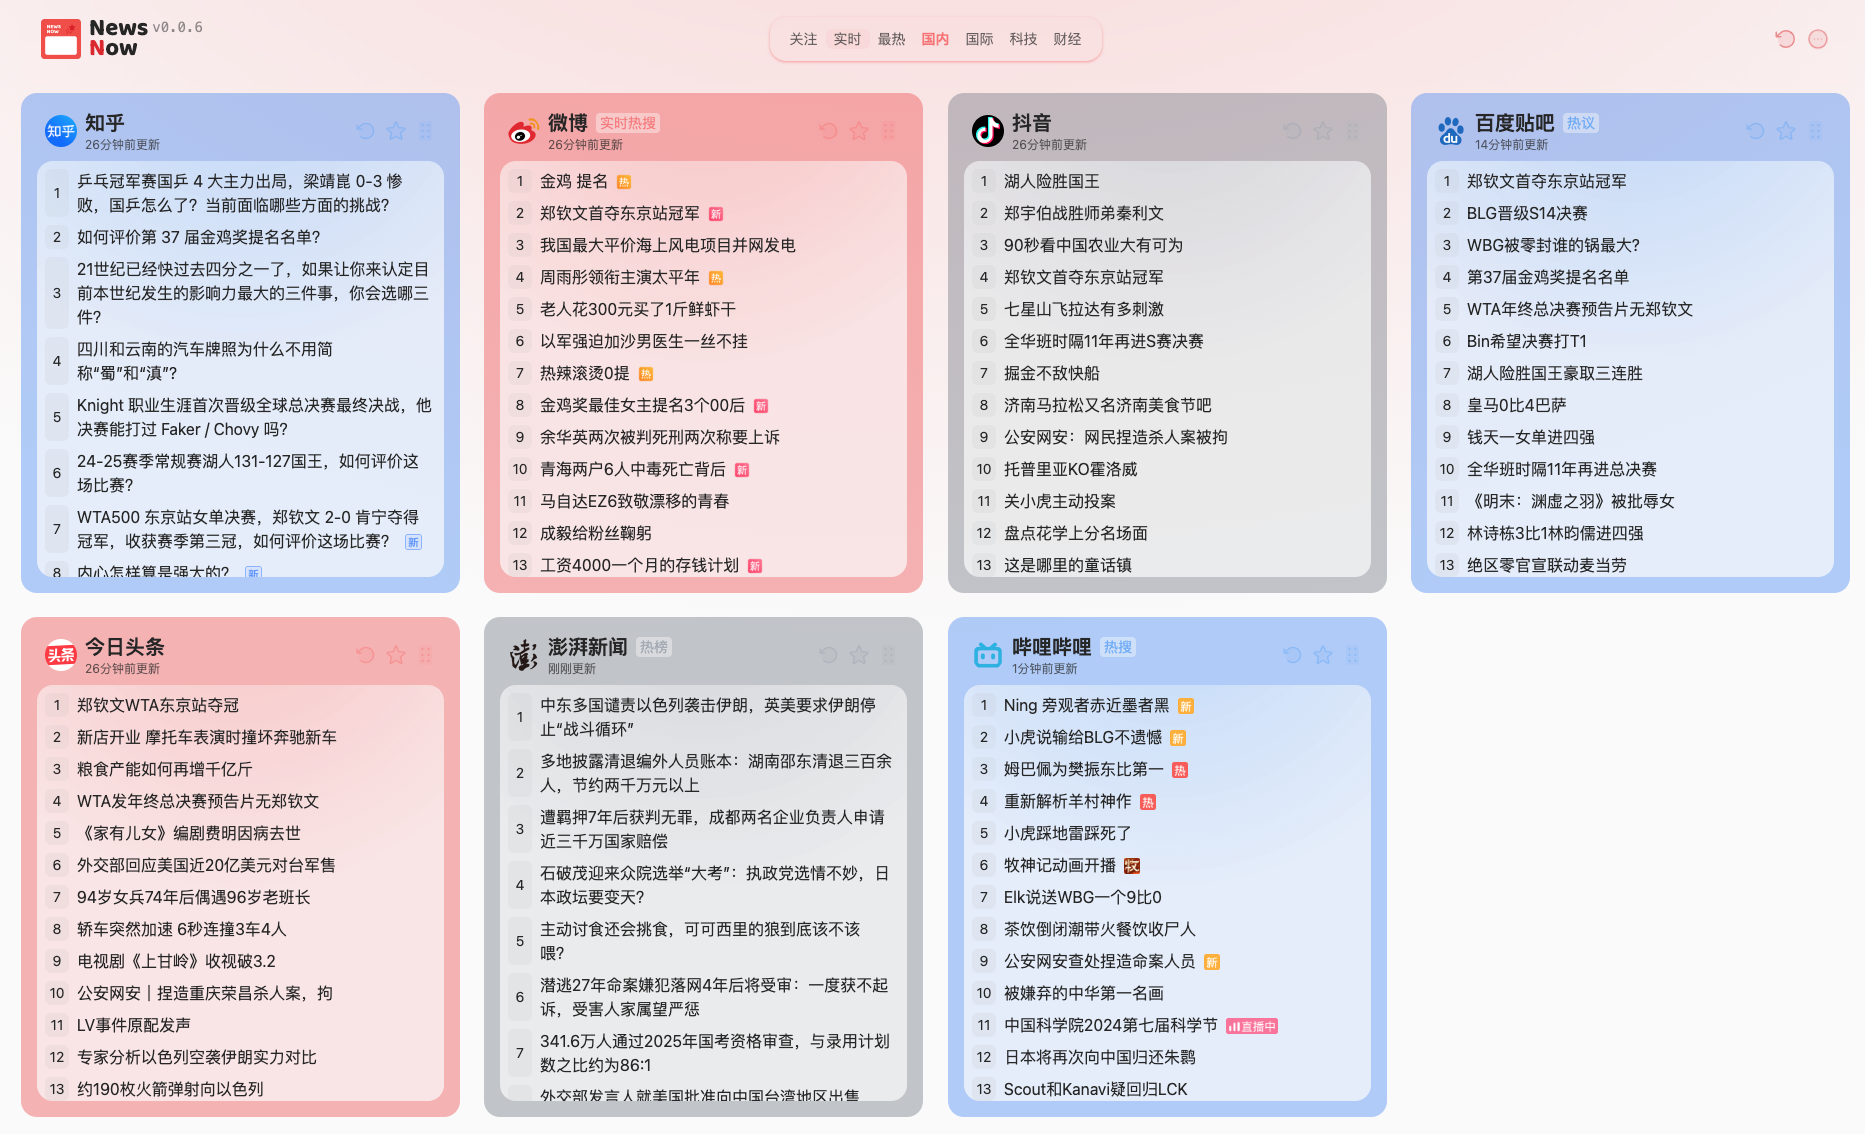 News Now v0.0.6
关注 实时 最热 国内 国际 科技 财经
知乎
26分钟前更新
1 乒乓冠军赛国乒 4 大主力出局，梁靖崑 0-3 惨
败，国乒怎么了？当前面临哪些方面的挑战？
2 如何评价第 37 届金鸡奖提名名单？
3 21世纪已经快过去四分之一了，如果让你来认定目
前本世纪发生的影响力最大的三件事，你会选哪三
件？
4 四川和云南的汽车牌照为什么不用简
称“蜀”和“滇”？
5 Knight 职业生涯首次晋级全球总决赛最终决战，他
决赛能打过 Faker / Chovy 吗？
6 24-25赛季常规赛湖人131-127国王，如何评价这
场比赛？
7 WTA500 东京站女单决赛，郑钦文 2-0 肯宁夺得
冠军，收获赛季第三冠，如何评价这场比赛？ 新
8 内心怎样算是强大的？ 新
微博 实时热搜
26分钟前更新
1 金鸡 提名 热
2 郑钦文首夺东京站冠军 新
3 我国最大平价海上风电项目并网发电
4 周雨彤领衔主演太平年 热
5 老人花300元买了1斤鲜虾干
6 以军强迫加沙男医生一丝不挂
7 热辣滚烫0提 热
8 金鸡奖最佳女主提名3个00后 新
9 余华英两次被判死刑两次称要上诉
10 青海两户6人中毒死亡背后 新
11 马自达EZ6致敬漂移的青春
12 成毅给粉丝鞠躬
13 工资4000一个月的存钱计划 新
抖音
26分钟前更新
1 湖人险胜国王
2 郑宇伯战胜师弟秦利文
3 90秒看中国农业大有可为
4 郑钦文首夺东京站冠军
5 七星山飞拉达有多刺激
6 全华班时隔11年再进S赛决赛
7 掘金不敌快船
8 济南马拉松又名济南美食节吧
9 公安网安：网民捏造杀人案被拘
10 托普里亚KO霍洛威
11 关小虎主动投案
12 盘点花学上分名场面
13 这是哪里的童话镇
百度贴吧 热议
14分钟前更新
1 郑钦文首夺东京站冠军
2 BLG晋级S14决赛
3 WBG被零封谁的锅最大?
4 第37届金鸡奖提名名单
5 WTA年终总决赛预告片无郑钦文
6 Bin希望决赛打T1
7 湖人险胜国王豪取三连胜
8 皇马0比4巴萨
9 钱天一女单进四强
10 全华班时隔11年再进总决赛
11 《明末：渊虚之羽》被批辱女
12 林诗栋3比1林昀儒进四强
13 绝区零官宣联动麦当劳
今日头条
26分钟前更新
1 郑钦文WTA东京站夺冠
2 新店开业 摩托车表演时撞坏奔驰新车
3 粮食产能如何再增千亿斤
4 WTA发年终总决赛预告片无郑钦文
5 《家有儿女》编剧费明因病去世
6 外交部回应美国近20亿美元对台军售
7 94岁女兵74年后偶遇96岁老班长
8 轿车突然加速 6秒连撞3车4人
9 电视剧《上甘岭》收视破3.2
10 公安网安｜捏造重庆荣昌杀人案，拘
11 LV事件原配发声
12 专家分析以色列空袭伊朗实力对比
13 约190枚火箭弹射向以色列
澎湃新闻 热榜
刚刚更新
1 中东多国谴责以色列袭击伊朗，英美要求伊朗停
止“战斗循环”
2 多地披露清退编外人员账本：湖南邵东清退三百余
人，节约两千万元以上
3 遭羁押7年后获判无罪，成都两名企业负责人申请
近三千万国家赔偿
4 石破茂迎来众院选举“大考”：执政党选情不妙，日
本政坛要变天？
5 主动讨食还会挑食，可可西里的狼到底该不该
喂？
6 潜逃27年命案嫌犯落网4年后将受审：一度获不起
诉，受害人家属望严惩
7 341.6万人通过2025年国考资格审查，与录用计划
数之比约为86:1
外交部发言人就美国批准向中国台湾地区出售
哔哩哔哩 热搜
1分钟前更新
1 Ning 旁观者赤近墨者黑 新
2 小虎说输给BLG不遗憾 新
3 姆巴佩为樊振东比第一 热
4 重新解析羊村神作 热
5 小虎踩地雷踩死了
6 牧神记动画开播 牧
7 Elk说送WBG一个9比0
8 茶饮倒闭潮带火餐饮收尸人
9 公安网安查处捏造命案人员 新
10 被嫌弃的中华第一名画
11 中国科学院2024第七届科学节 直播中
12 日本将再次向中国归还朱鹮
13 Scout和Kanavi疑回归LCK